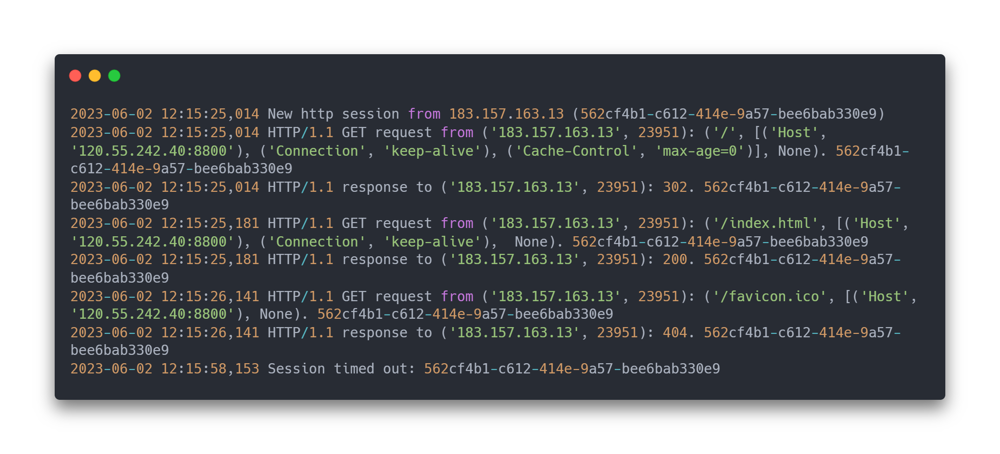 2023-06-02 12:15:25,014 New http session from 183.157.163.13 (562cf4b1-c612-414e-9a57-bee6bab330e9)
2023-06-02 12:15:25,014 HTTP/1.1 GET request from ('183.157.163.13', 23951): ('/', [('Host',
'120.55.242.40:8800'), ('Connection', 'keep-alive'), ('Cache-Control', 'max-age=0')], None). 562cf4b1-
c612-414e-9a57-bee6bab330e9
2023-06-02 12:15:25,014 HTTP/1.1 response to ('183.157.163.13', 23951): 302. 562cf4b1-c612-414e-9a57-
bee6bab330e9
2023-06-02 12:15:25,181 HTTP/1.1 GET request from ('183.157.163.13', 23951): ('/index.html', [('Host',
'120.55.242.40:8800'), ('Connection', 'keep-alive'),  None). 562cf4b1-c612-414e-9a57-bee6bab330e9
2023-06-02 12:15:25,181 HTTP/1.1 response to ('183.157.163.13', 23951): 200. 562cf4b1-c612-414e-9a57-
bee6bab330e9
2023-06-02 12:15:26,141 HTTP/1.1 GET request from ('183.157.163.13', 23951): ('/favicon.ico', [('Host',
'120.55.242.40:8800'), None). 562cf4b1-c612-414e-9a57-bee6bab330e9
2023-06-02 12:15:26,141 HTTP/1.1 response to ('183.157.163.13', 23951): 404. 562cf4b1-c612-414e-9a57-
bee6bab330e9
2023-06-02 12:15:58,153 Session timed out: 562cf4b1-c612-414e-9a57-bee6bab330e9